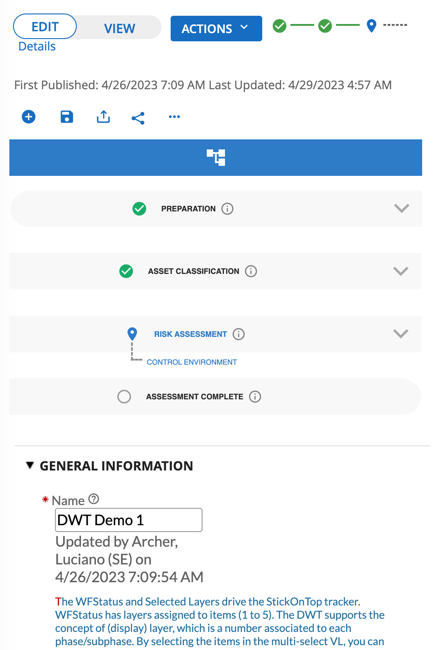 EDIT VIEW ACTIONS
Details
First Published: 4/26/2023 7:09 AM Last Updated: 4/29/2023 4:57 AM
PREPARATION
ASSET CLASSIFICATION
RISK ASSESSMENT
CONTROL ENVIRONMENT
ASSESSMENT COMPLETE
▼ GENERAL INFORMATION
* Name
DWT Demo 1
Updated by Archer,
Luciano (SE) on
4/26/2023 7:09:54 AM
The WFStatus and Selected Layers drive the StickOnTop tracker.
WFStatus has layers assigned to items (1 to 5). The DWT supports the
concept of (display) layer, which is a number associated to each
phase/subphase. By selecting the items in the multi-select VL, you can